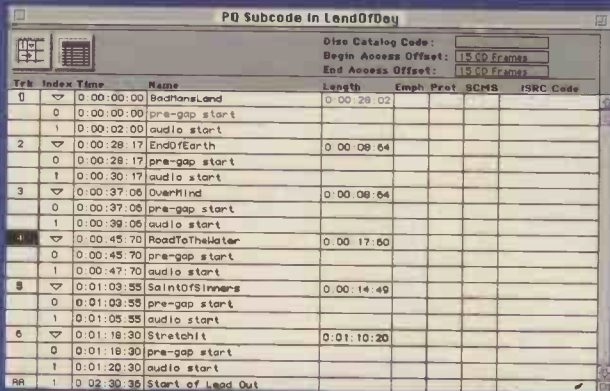 PQ Subcode in LandOfDay
Disc Catalog Code:
Begin Access Offset: 15 CD Frames
End Access Offset: 15 CD Frames
Trk Index Time Name Length Emph Prot SCMS ISRC Code
1 0:00:00:00 BadMansLand 0:00:28:02
0 0:00:00:00 pre-gap start
1 0:00:02:00 audio start
2 0:00:28:17 EndOfEarth 0:00:08:64
0 0:00:28:17 pre-gap start
1 0:00:30:17 audio start
3 0:00:37:06 OverMind 0:00:08:64
0 0:00:37:06 pre-gap start
1 0:00:39:06 audio start
4 0:00:45:70 RoadToTheWater 0:00:17:60
0 0:00:45:70 pre-gap start
1 0:00:47:70 audio start
5 0:01:03:55 SaintOfSinners 0:00:14:49
0 0:01:03:55 pre-gap start
1 0:01:05:55 audio start
6 0:01:18:30 StretchIt 0:01:10:20
0 0:01:18:30 pre-gap start
1 0:01:20:30 audio start
AA 1 0:02:30:36 Start of Lead Out